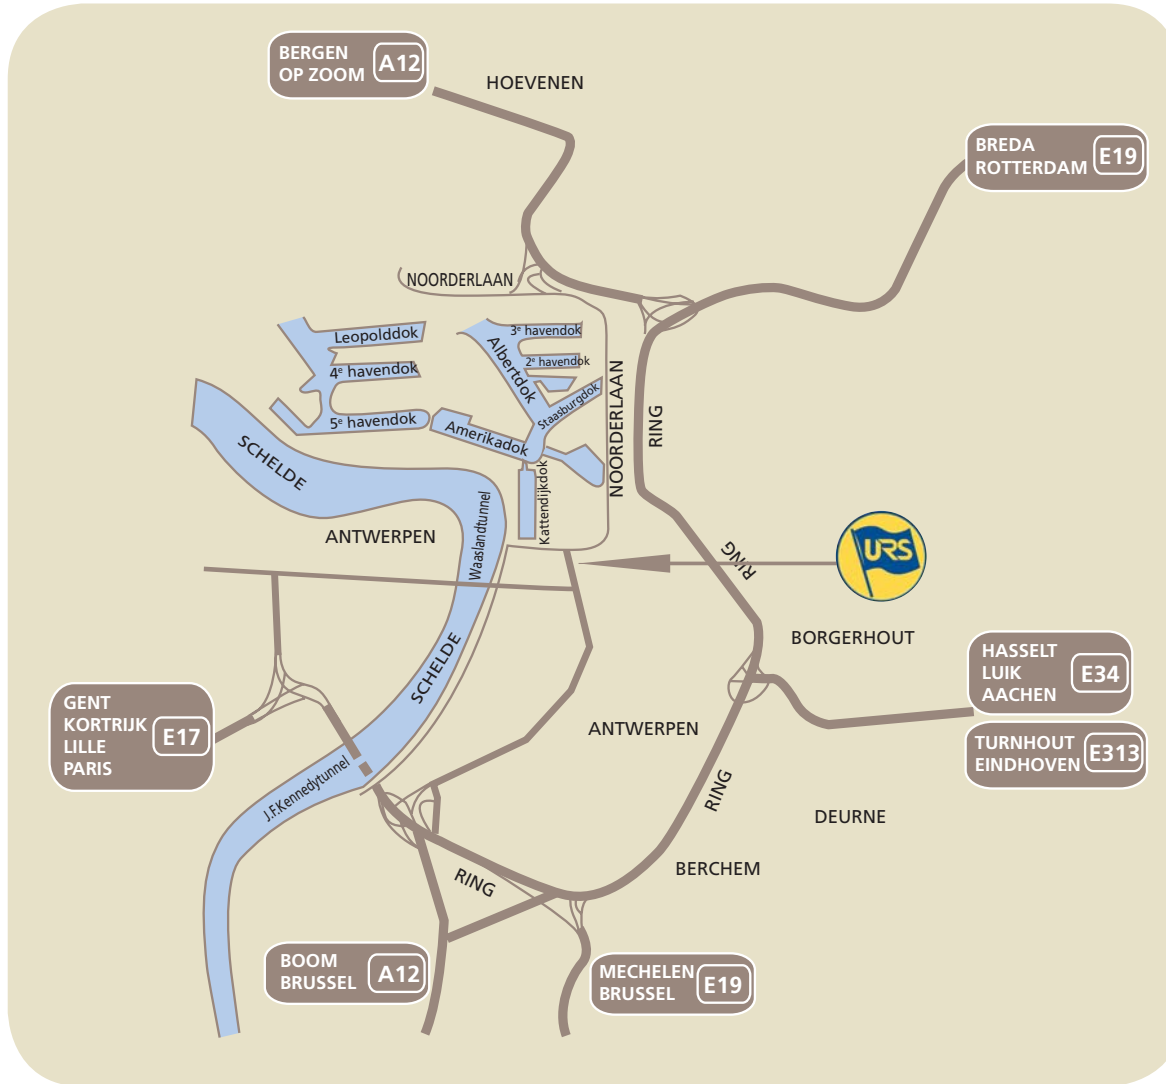 BERGEN
OP ZOOM
A12
HOEVENEN
BREDA
ROTTERDAM
E19
NOORDERLAAN
Leopolddok
3e havendok
4e havendok
2e havendok
Albertdok
Staasburgdok
5e havendok
Amerikadok
NOORDERLAAN
RING
SCHELDE
Kattendijkdok
Waaslandtunnel
ANTWERPEN
RING
URS
BORGERHOUT
SCHELDE
HASSELT
LUIK
AACHEN
E34
GENT
KORTRIJK
LILLE
PARIS
E17
ANTWERPEN
TURNHOUT
EINDHOVEN
E313
J.F.Kennedytunnel
RING
DEURNE
BERCHEM
RING
BOOM
BRUSSEL
A12
MECHELEN
BRUSSEL
E19